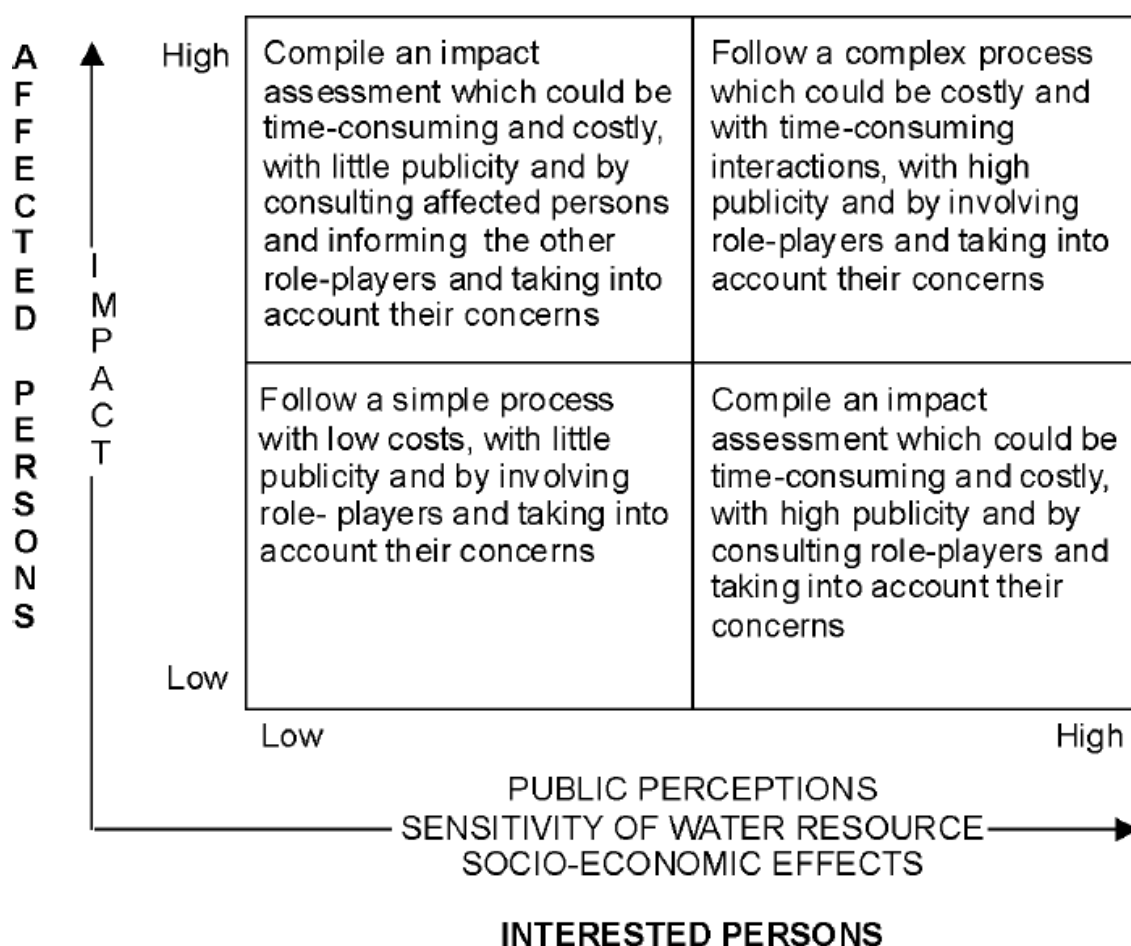 AFFECTED PERSONS
IMPACT
High
Compile an impact
assessment which could be
time-consuming and costly,
with little publicity and by
consulting affected persons
and informing the other
role-players and taking into
account their concerns
Follow a complex process
which could be costly and
with time-consuming
interactions, with high
publicity and by involving
role-players and taking into
account their concerns
Follow a simple process
with low costs, with little
publicity and by involving
role- players and taking into
account their concerns
Compile an impact
assessment which could be
time-consuming and costly,
with high publicity and by
consulting role-players and
taking into account their
concerns
Low
Low
High
PUBLIC PERCEPTIONS
SENSITIVITY OF WATER RESOURCE
SOCIO-ECONOMIC EFFECTS
INTERESTED PERSONS